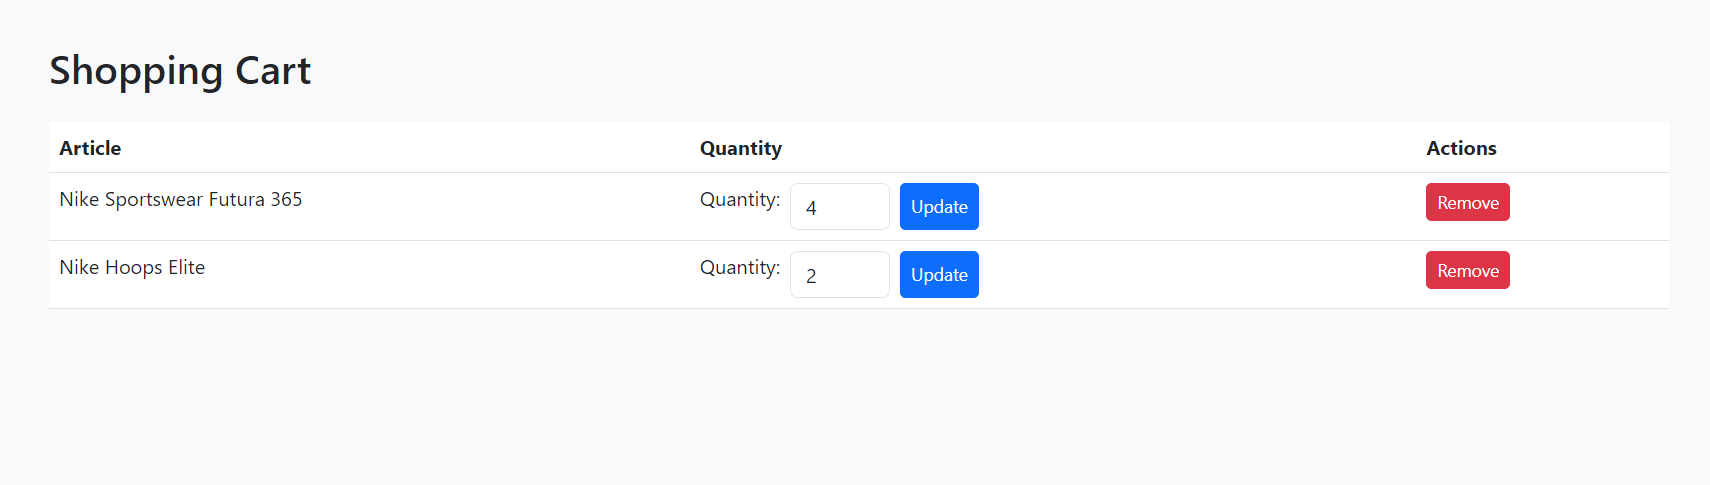 Shopping Cart
Article Quantity Actions
Nike Sportswear Futura 365 Quantity: 4 Update Remove
Nike Hoops Elite Quantity: 2 Update Remove